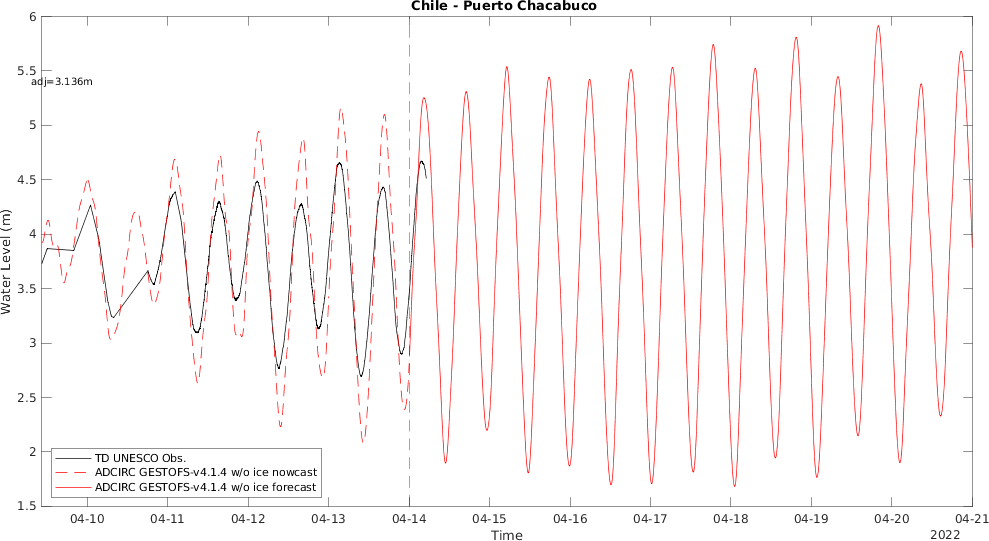 Chile - Puerto Chacabuco
6
5.5
adj=3.136m
5
4.5
4
3.5
3
2.5
2
1.5
Water Level (m)
TD UNESCO Obs.
ADCIRC GESTOFS-v4.1.4 w/o ice nowcast
ADCIRC GESTOFS-v4.1.4 w/o ice forecast
04-10 04-11 04-12 04-13 04-14 04-15 04-16 04-17 04-18 04-19 04-20 04-21
Time
2022